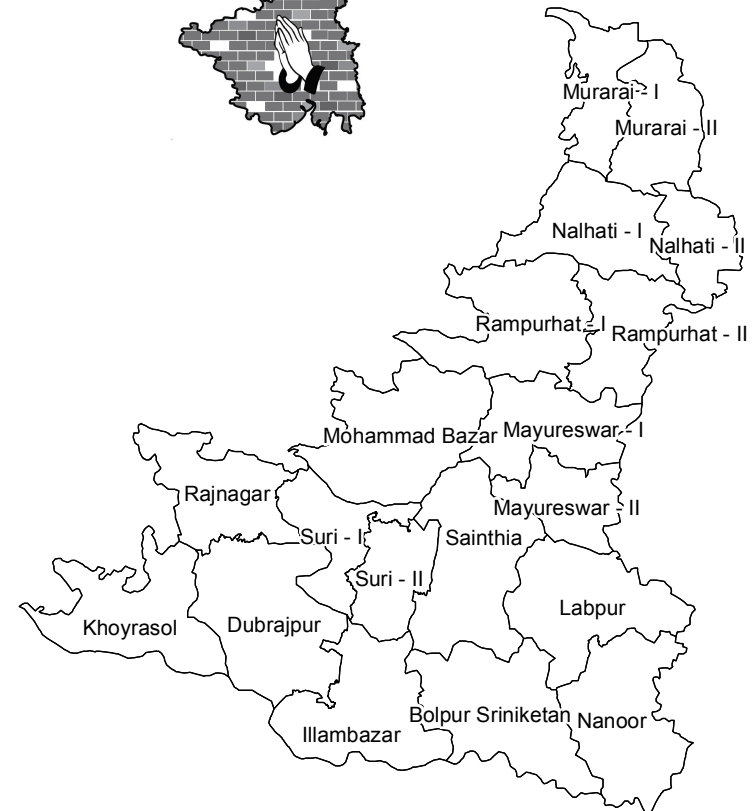 Murarai - I
Murarai - II
Nalhati - I
Nalhati - II
Rampurhat - I
Rampurhat - II
Mohammad Bazar
Mayureswar - I
Rajnagar
Mayureswar - II
Suri - I
Sainthia
Suri - II
Labpur
Khoyrasol
Dubrajpur
Illambazar
Bolpur Sriniketan
Nanoor